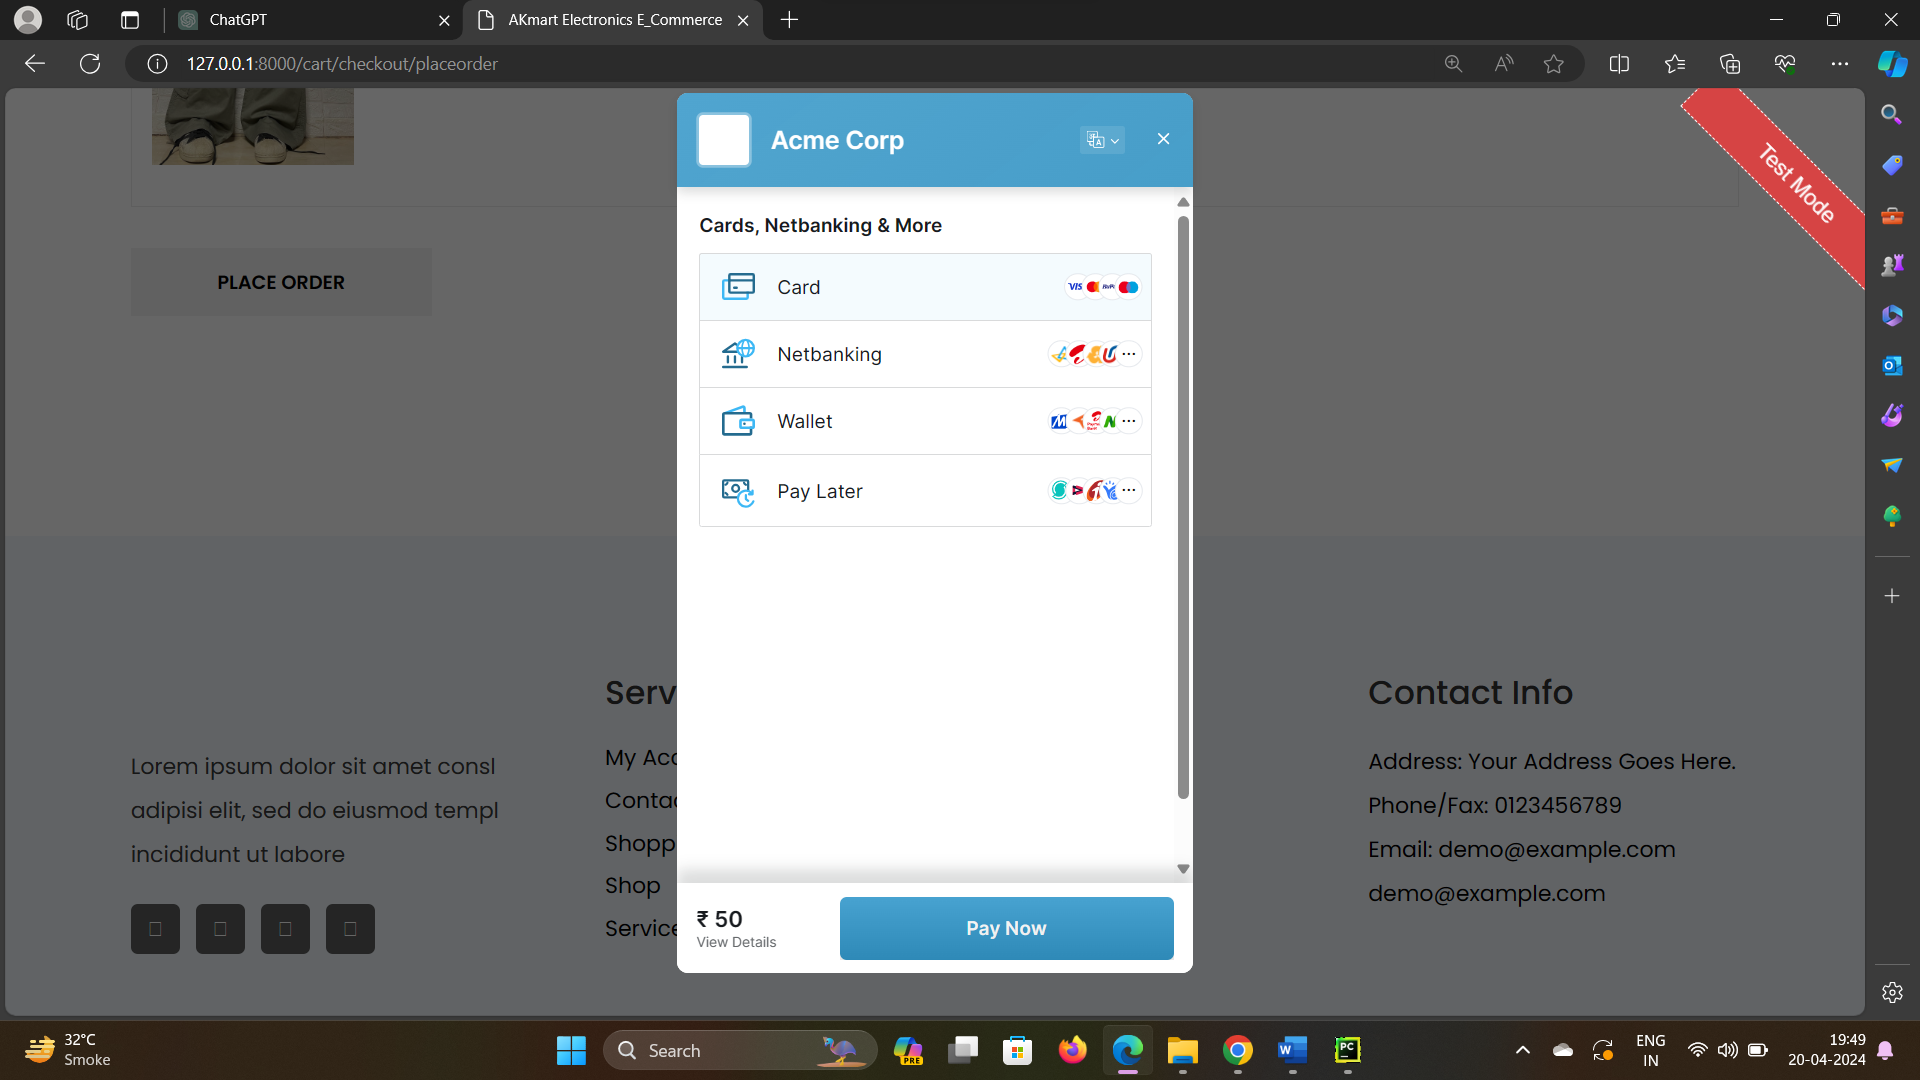 ChatGPT
AKmart Electronics E_Commerce
127.0.0.1:8000/cart/checkout/placeorder
Acme Corp
Test Mode
Cards, Netbanking & More
Card
VISA
Netbanking
Wallet
Pay Later
PLACE ORDER
Lorem ipsum dolor sit amet consl
adipisi elit, sed do eiusmod templ
incididunt ut labore
Serv
My Acc
Conta
Shopp
Shop
Service
Contact Info
Address: Your Address Goes Here.
Phone/Fax: 0123456789
Email: demo@example.com
demo@example.com
₹ 50
View Details
Pay Now
32°C
Smoke
Search
PRE
W
PC
ENG
IN
19:49
20-04-2024